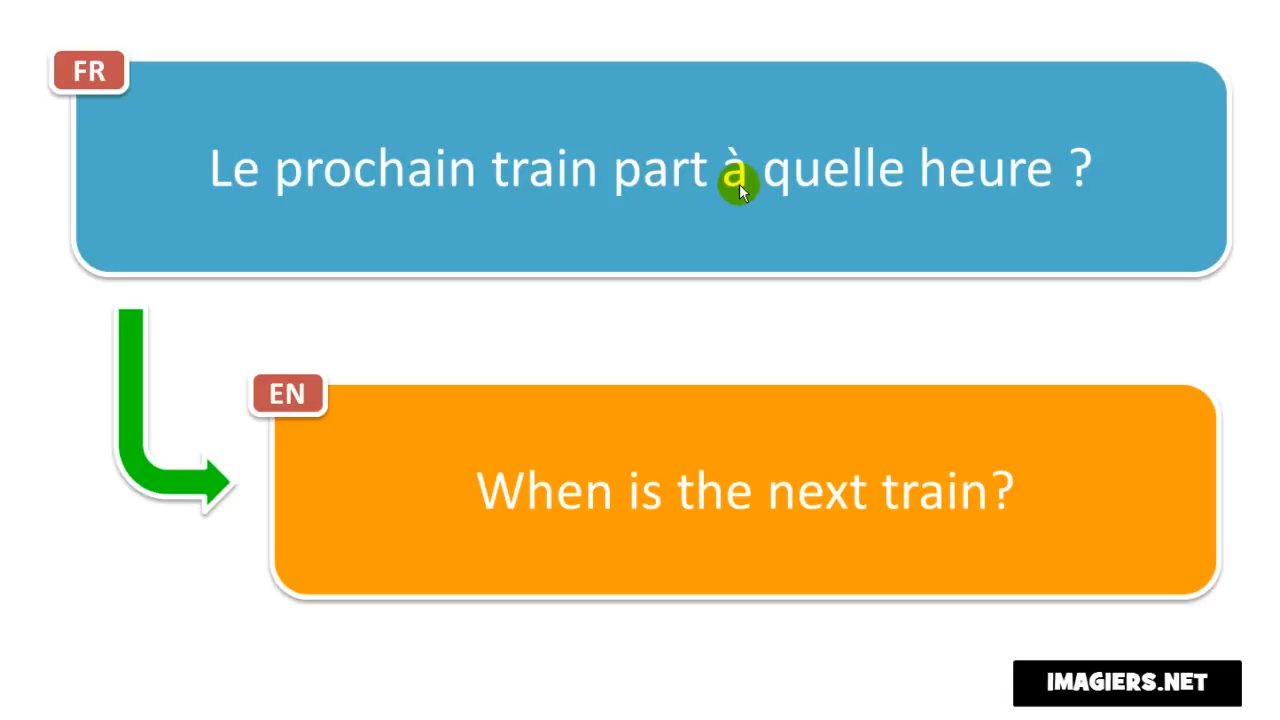 FR
Le prochain train part à quelle heure ?
EN
When is the next train?
IMAGIERS.NET